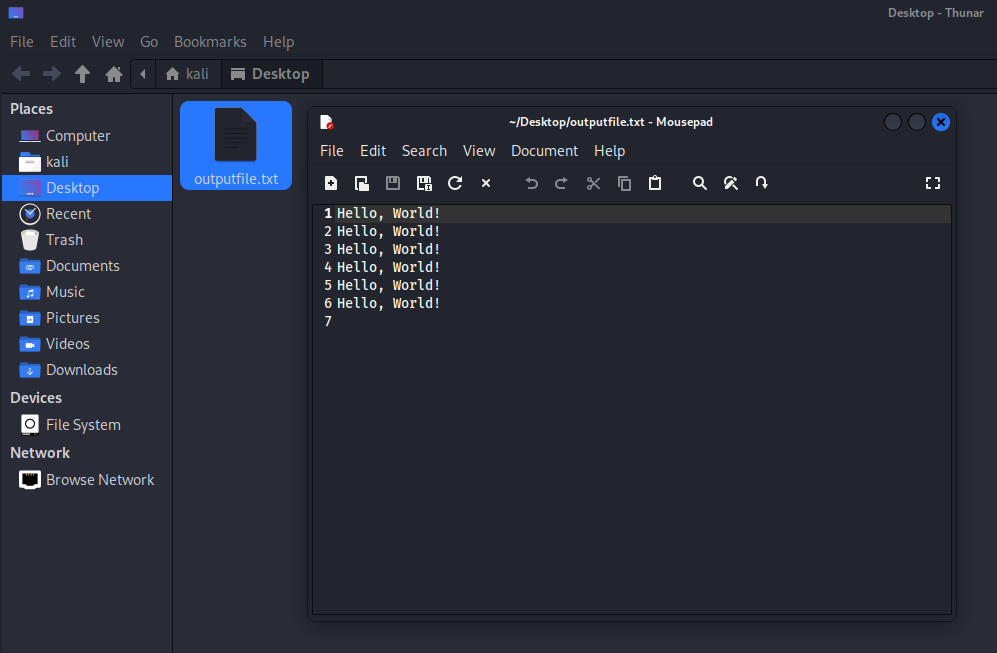 Desktop - Thunar
File Edit View Go Bookmarks Help
kali Desktop
Places
Computer
kali
Desktop
Recent
Trash
Documents
Music
Pictures
Videos
Downloads
Devices
File System
Network
Browse Network
outputfile.txt
~/Desktop/outputfile.txt - Mousepad
File Edit Search View Document Help
1 Hello, World!
2 Hello, World!
3 Hello, World!
4 Hello, World!
5 Hello, World!
6 Hello, World!
7